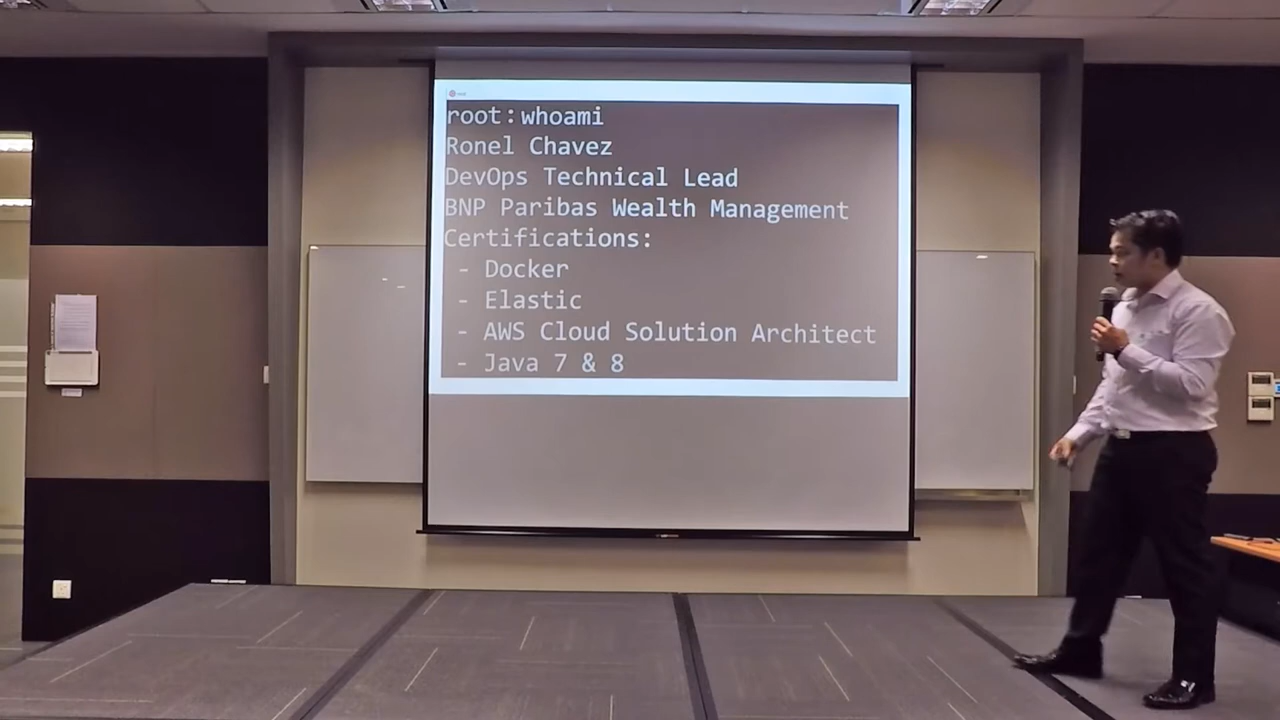 root:whoami
Ronel Chavez
DevOps Technical Lead
BNP Paribas Wealth Management
Certifications:
- Docker
- Elastic
- AWS Cloud Solution Architect
- Java 7 & 8